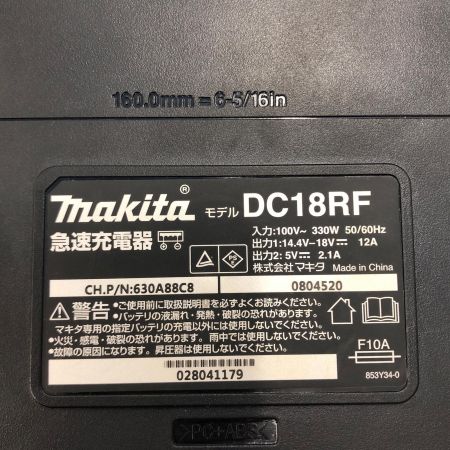 160.0mm = 6-5/16in
makita® モデル DC18RF
急速充電器
入力:100V~ 330W 50/60Hz
出力1:14.4V-18V⎓ 12A
出力2: 5V⎓ 2.1A
株式会社マキタ Made in China
CH.P/N:630A88C8
0804520
⚠警告 •ご使用前に取扱説明書を必ずよくお読みください。
•バッテリの液漏れ・発熱・破裂の恐れがあります。
マキタ専用の指定バッテリの充電以外には使用しないでください。
•火災・感電・破裂の恐れがあります。雨中では使用しないでください。
•故障の原因になります。昇圧器は使用しないでください。
F10A
028041179
853Y34-0
>PC+ABS<